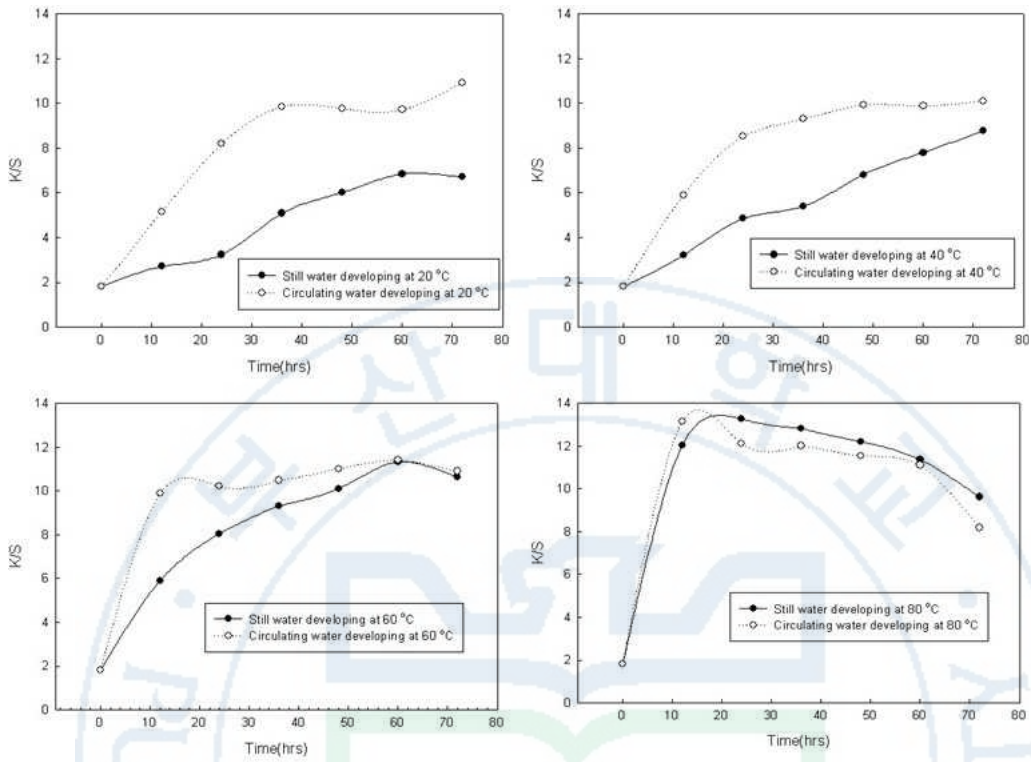 14
12
10
8
6
4
2
0
K/S
Still water developing at 20 °C
Circulating water developing at 20 °C
0 10 20 30 40 50 60 70 80
Time(hrs)
14
12
10
8
6
4
2
0
K/S
Still water developing at 40 °C
Circulating water developing at 40 °C
0 10 20 30 40 50 60 70 80
Time(hrs)
14
12
10
8
6
4
2
0
K/S
Still water developing at 60 °C
Circulating water developing at 60 °C
0 20 40 60 80
Time(hrs)
14
12
10
8
6
4
2
0
K/S
Still water developing at 80 °C
Circulating water developing at 80 °C
0 10 20 30 40 50 60 70 80
Time(hrs)
부산대학교